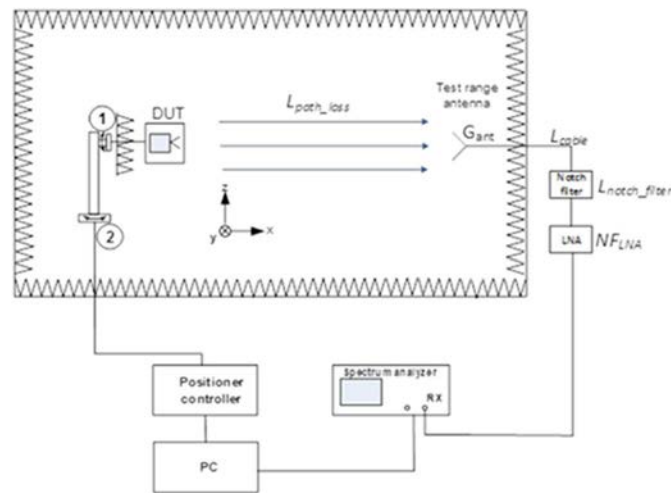 DUT
1
2
L_path_loss
Test range
antenna
G_ant
L_cable
Notch
filter
L_notch_filter
LNA
NF_LNA
z
y
x
Positioner
controller
PC
spectrum analyzer
RX